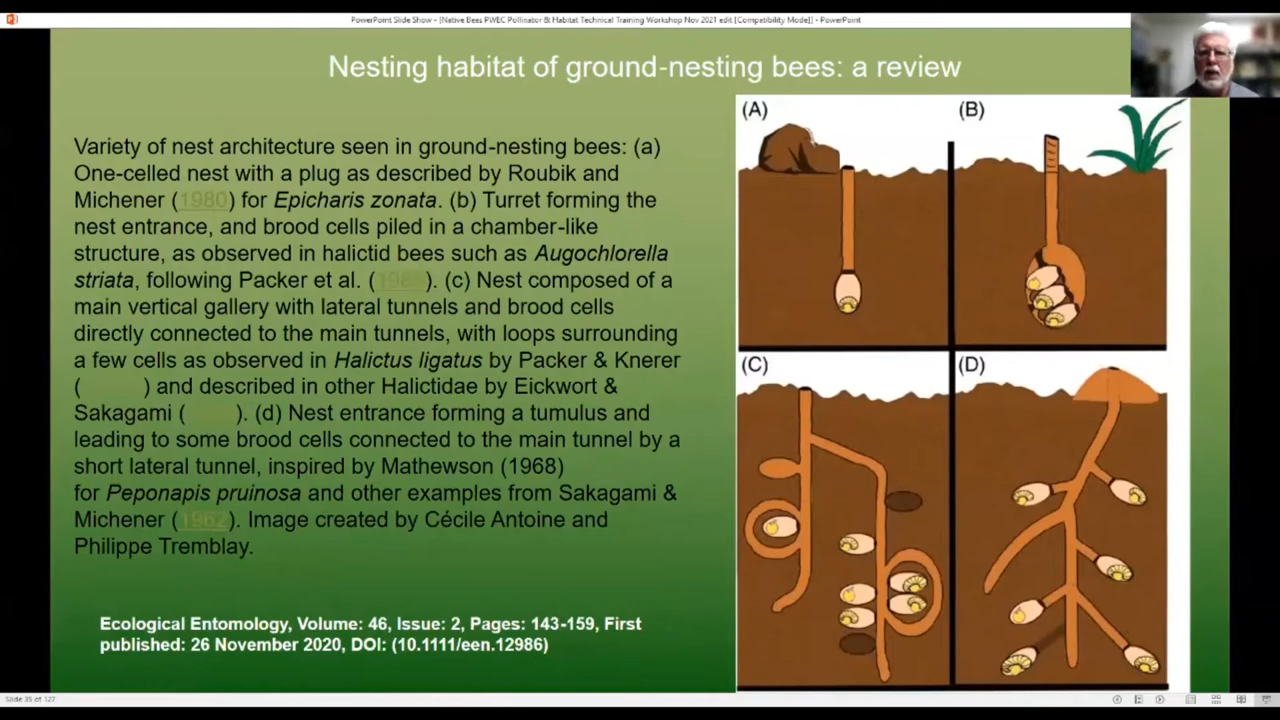 PowerPoint Slide Show - [Native Bees PWEC Pollinator & Habitat Technical Training Workshop Nov 2021 edit [Compatibility Mode]] - PowerPoint
Nesting habitat of ground-nesting bees: a review
Variety of nest architecture seen in ground-nesting bees: (a)
One-celled nest with a plug as described by Roubik and
Michener (1980) for Epicharis zonata. (b) Turret forming the
nest entrance, and brood cells piled in a chamber-like
structure, as observed in halictid bees such as Augochlorella
striata, following Packer et al. ( ). (c) Nest composed of a
main vertical gallery with lateral tunnels and brood cells
directly connected to the main tunnels, with loops surrounding
a few cells as observed in Halictus ligatus by Packer & Knerer
( ) and described in other Halictidae by Eickwort &
Sakagami ( ). (d) Nest entrance forming a tumulus and
leading to some brood cells connected to the main tunnel by a
short lateral tunnel, inspired by Mathewson (1968)
for Peponapis pruinosa and other examples from Sakagami &
Michener (1962). Image created by Cécile Antoine and
Philippe Tremblay.
Ecological Entomology, Volume: 46, Issue: 2, Pages: 143-159, First
published: 26 November 2020, DOI: (10.1111/een.12986)
(A)
(B)
(C)
(D)
Slide 35 of 127